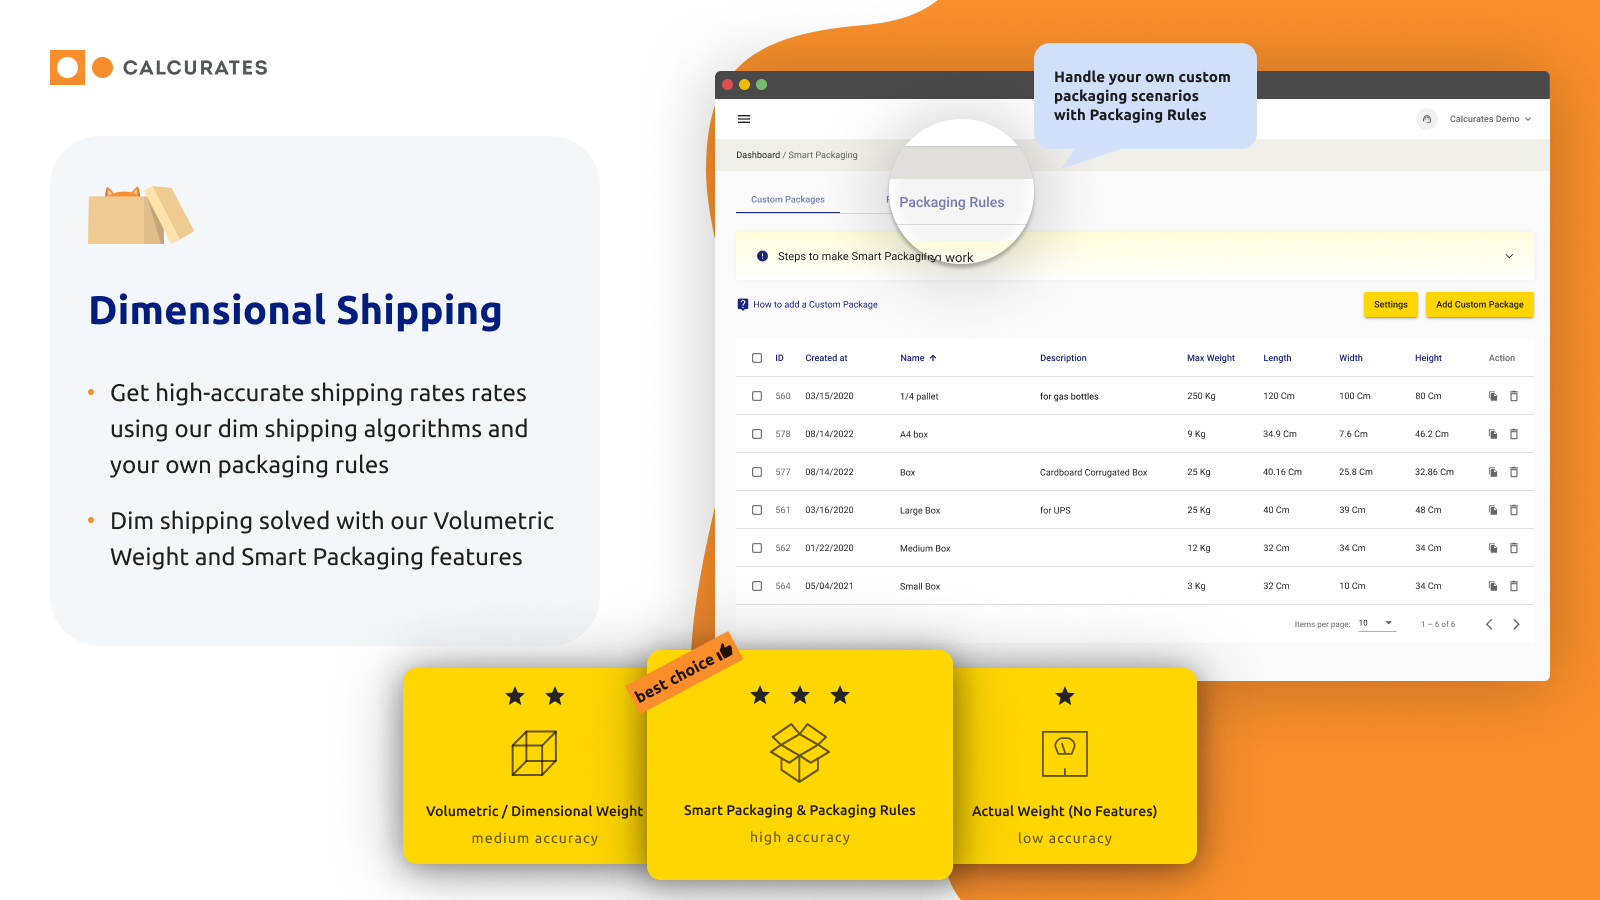 CALCURATES
Dimensional Shipping
• Get high-accurate shipping rates rates
using our dim shipping algorithms and
your own packaging rules
• Dim shipping solved with our Volumetric
Weight and Smart Packaging features
Handle your own custom
packaging scenarios
with Packaging Rules
Calcurates Demo
Dashboard / Smart Packaging
Custom Packages
Packaging Rules
Steps to make Smart Packaging work
How to add a Custom Package
Settings
Add Custom Package
ID Created at Name Description Max Weight Length Width Height Action
560 03/15/2020 1/4 pallet for gas bottles 250 Kg 120 Cm 100 Cm 80 Cm
578 08/14/2022 A4 box 9 Kg 34.9 Cm 7.6 Cm 46.2 Cm
577 08/14/2022 Box Cardboard Corrugated Box 25 Kg 40.16 Cm 25.8 Cm 32.86 Cm
561 03/16/2020 Large Box for UPS 25 Kg 40 Cm 39 Cm 48 Cm
562 01/22/2020 Medium Box 12 Kg 32 Cm 34 Cm 34 Cm
564 05/04/2021 Small Box 3 Kg 32 Cm 10 Cm 34 Cm
Items per page: 10 1 – 6 of 6
Volumetric / Dimensional Weight
medium accuracy
best choice
Smart Packaging & Packaging Rules
high accuracy
Actual Weight (No Features)
low accuracy